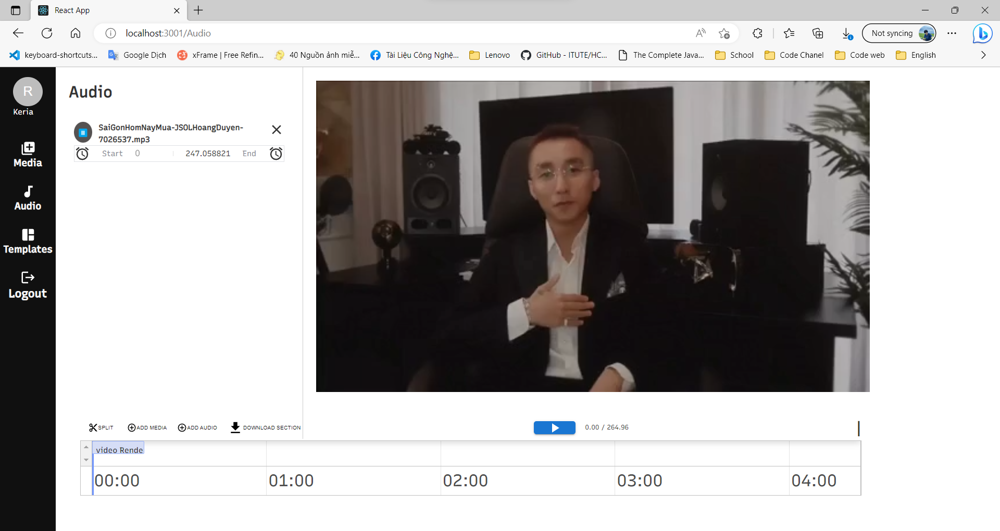 React App
localhost:3001/Audio
Not syncing
keyboard-shortcuts...
Google Dịch
xFrame | Free Refin...
40 Nguồn ảnh miễ...
Tài Liệu Công Nghệ...
Lenovo
GitHub - ITUTE/HC...
The Complete Java...
School
Code Chanel
Code web
English
R
Keria
Media
Audio
Templates
Logout
Audio
SaiGonHomNayMua-JSOLHoangDuyen-
7026537.mp3
Start 0 247.058821 End
SPLIT
ADD MEDIA
ADD AUDIO
DOWNLOAD SECTION
0.00 / 264.96
video Rende
00:00 01:00 02:00 03:00 04:00